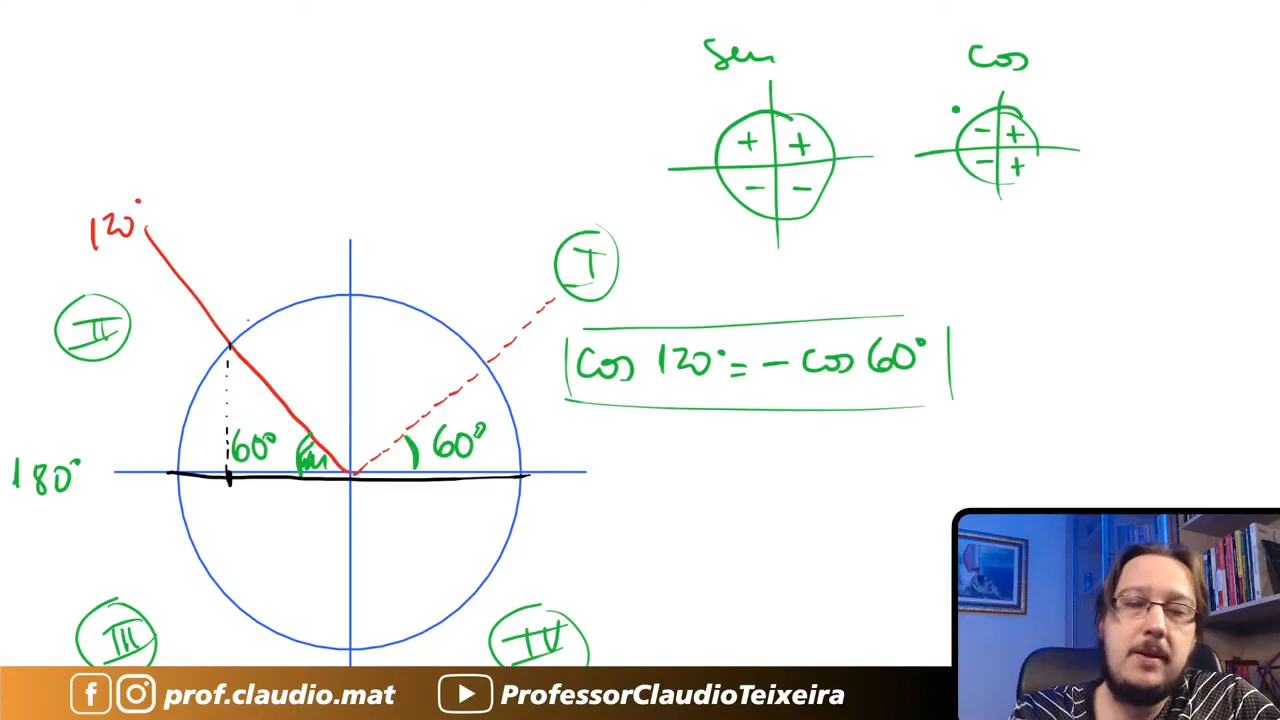 sen
cos
+ +
- -
- +
- +
120°
I
II
cos 120° = - cos 60°
60°
60°
180°
III
IV
prof.claudio.mat
ProfessorClaudioTeixeira